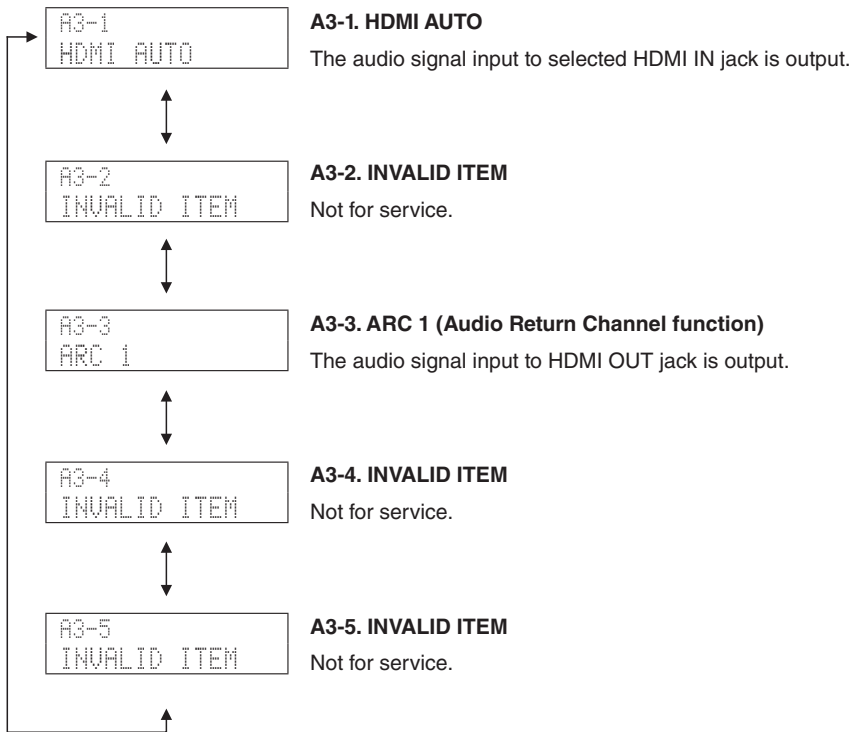 A3-1
HDMI AUTO
A3-1. HDMI AUTO
The audio signal input to selected HDMI IN jack is output.
A3-2
INVALID ITEM
A3-2. INVALID ITEM
Not for service.
A3-3
ARC 1
A3-3. ARC 1 (Audio Return Channel function)
The audio signal input to HDMI OUT jack is output.
A3-4
INVALID ITEM
A3-4. INVALID ITEM
Not for service.
A3-5
INVALID ITEM
A3-5. INVALID ITEM
Not for service.